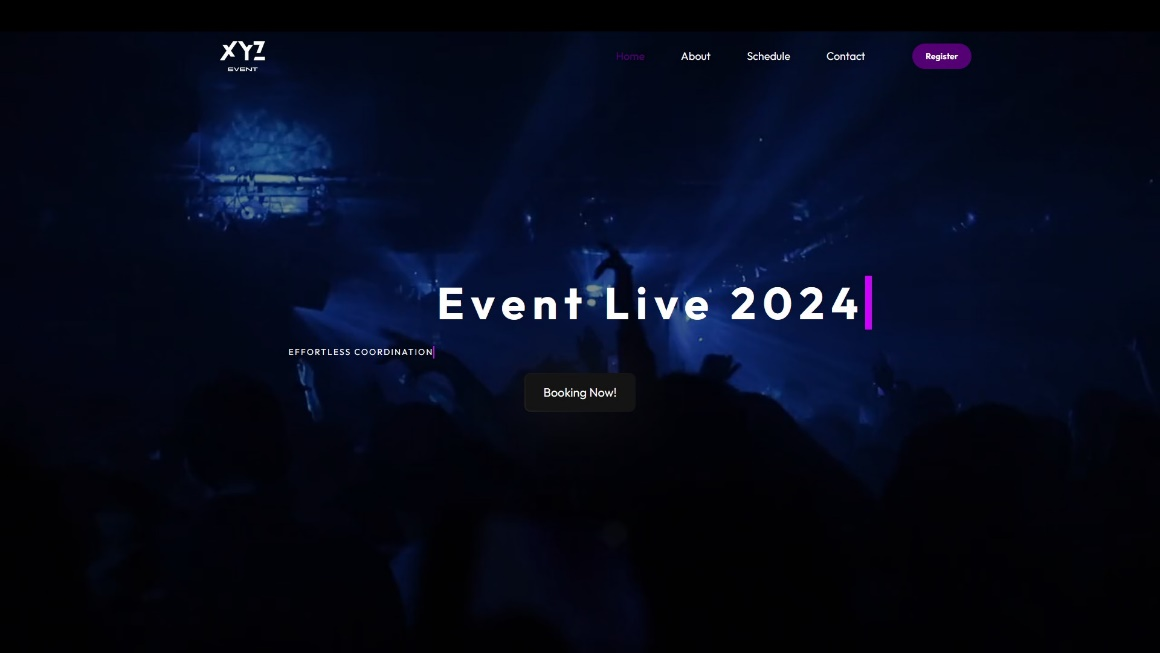 XYZ
EVENT
Home About Schedule Contact Register
Event Live 2024
EFFORTLESS COORDINATION
Booking Now!